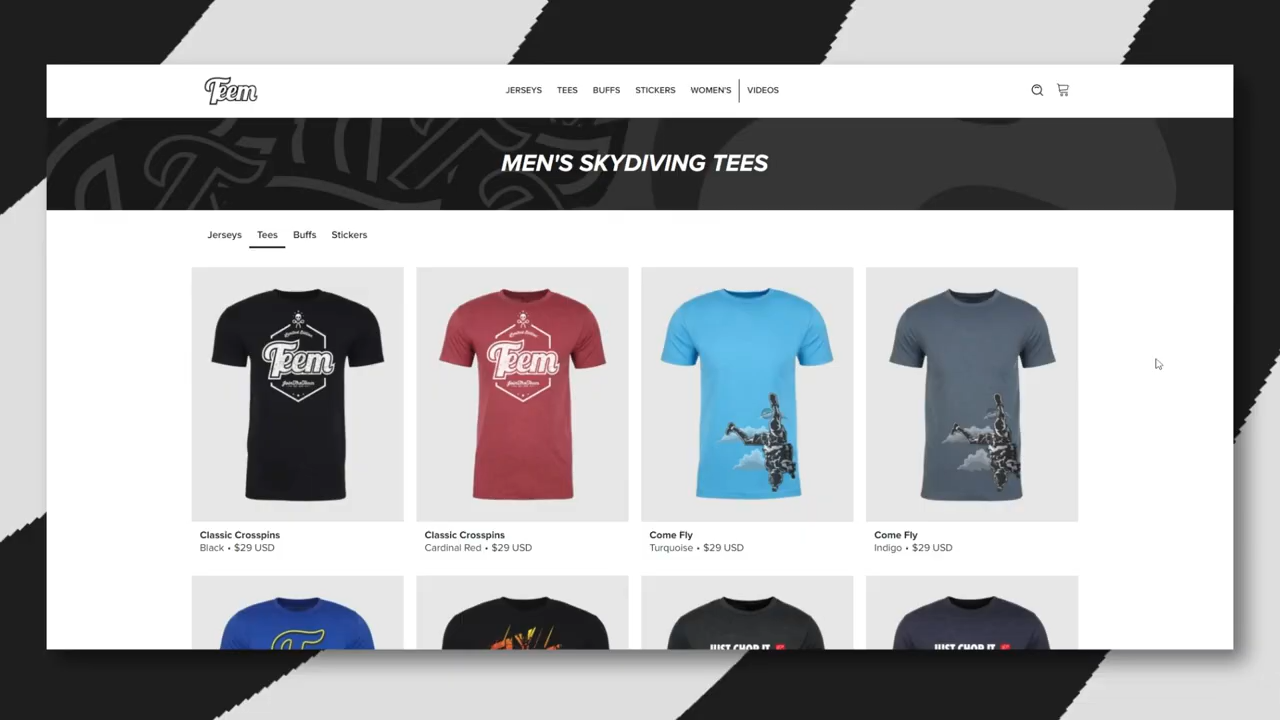 Teem
JERSEYS TEES BUFFS STICKERS WOMEN'S VIDEOS
MEN'S SKYDIVING TEES
Jerseys Tees Buffs Stickers
Teem
Teem
Classic Crosspins
Black • $29 USD
Classic Crosspins
Cardinal Red • $29 USD
Come Fly
Turquoise • $29 USD
Come Fly
Indigo • $29 USD
JUST CHOP IT
JUST CHOP IT